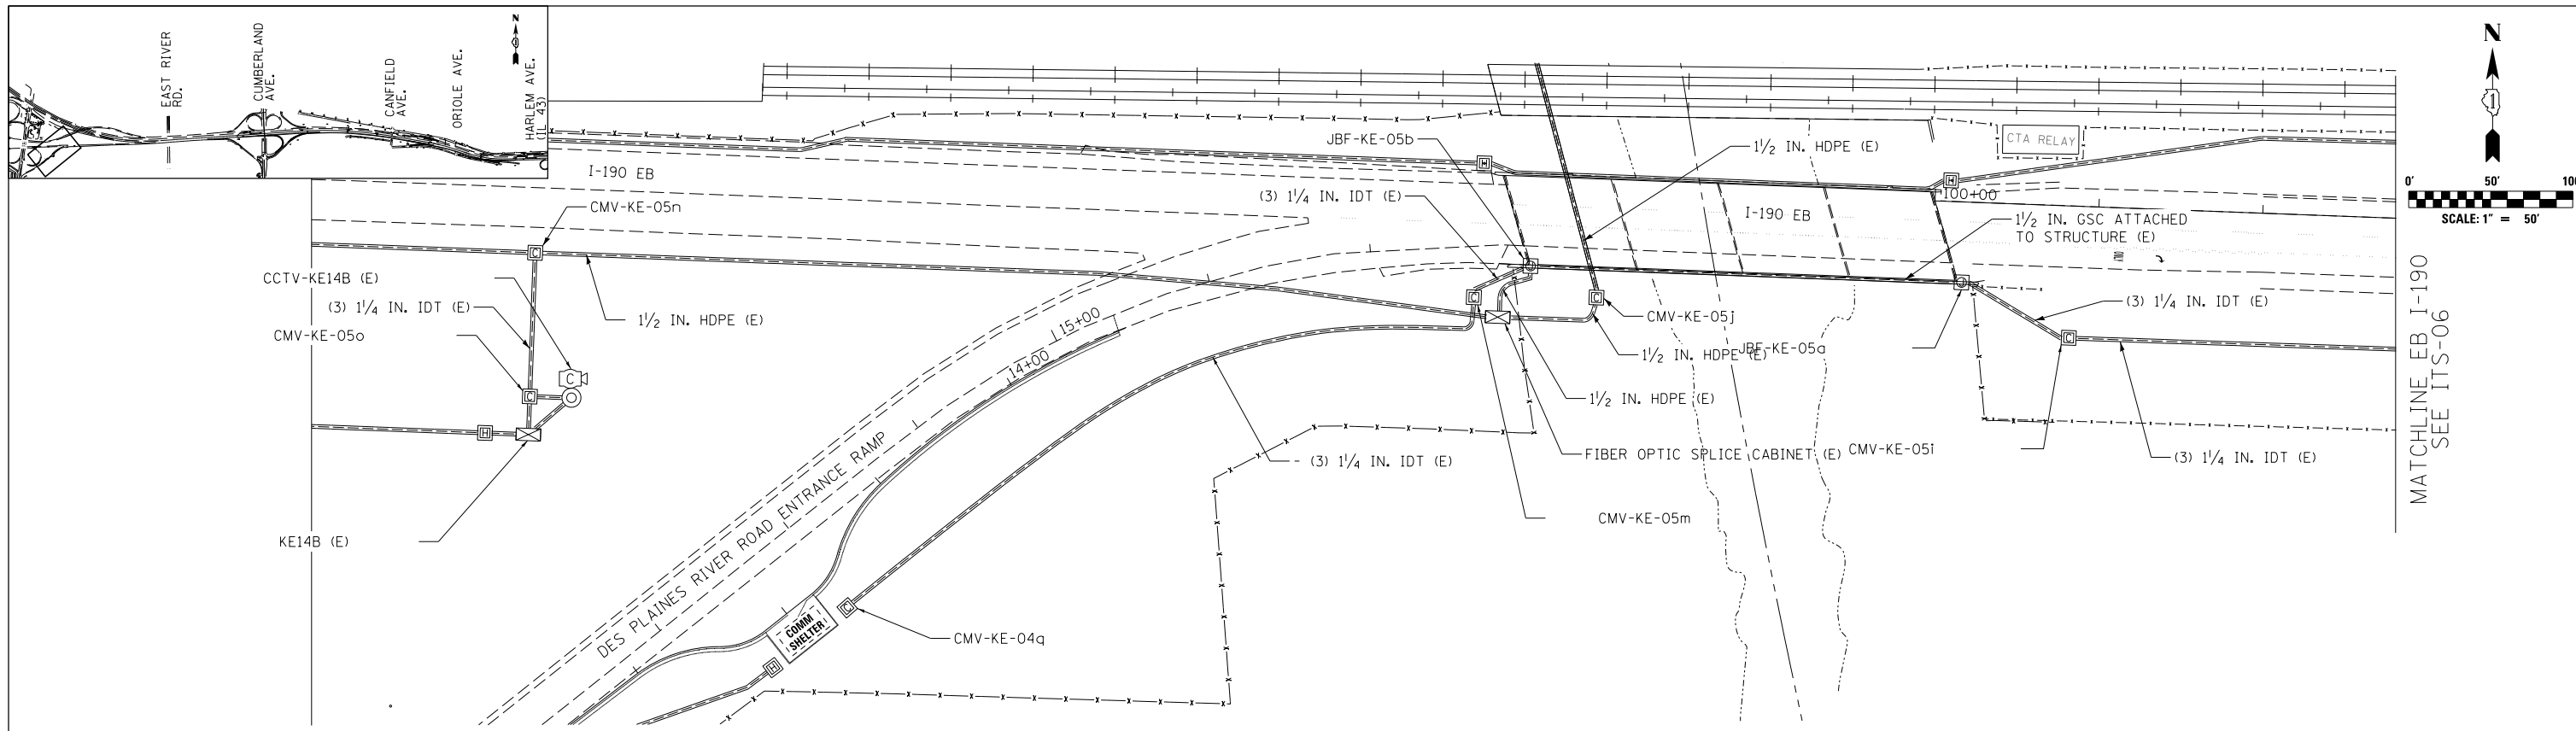 EAST RIVER
RD.
CUMBERLAND
AVE.
CANFIELD
AVE.
ORIOLE AVE.
HARLEM AVE.
(IL 43)
N
I-190 EB
CMV-KE-05n
CCTV-KE14B (E)
(3) 1¼ IN. IDT (E)
CMV-KE-05o
1½ IN. HDPE (E)
C
C
C
H
KE14B (E)
DES PLAINES RIVER ROAD ENTRANCE RAMP
14+00
15+00
COMM
SHELTER
C
H
CMV-KE-04q
(3) 1¼ IN. IDT (E)
JBF-KE-05b
(3) 1¼ IN. IDT (E)
H
1½ IN. HDPE (E)
I-190 EB
C
C
CMV-KE-05j
1½ IN. HDPE (E)
1½ IN. HDPE (E)
FIBER OPTIC SPLICE CABINET (E)
CMV-KE-05m
CTA RELAY
H
100+00
1½ IN. GSC ATTACHED
TO STRUCTURE (E)
ONLY
JBF-KE-05a
(3) 1¼ IN. IDT (E)
C
CMV-KE-05i
(3) 1¼ IN. IDT (E)
MATCHLINE EB I-190
SEE ITS-06
N
1
0'
50'
100
SCALE: 1" = 50'